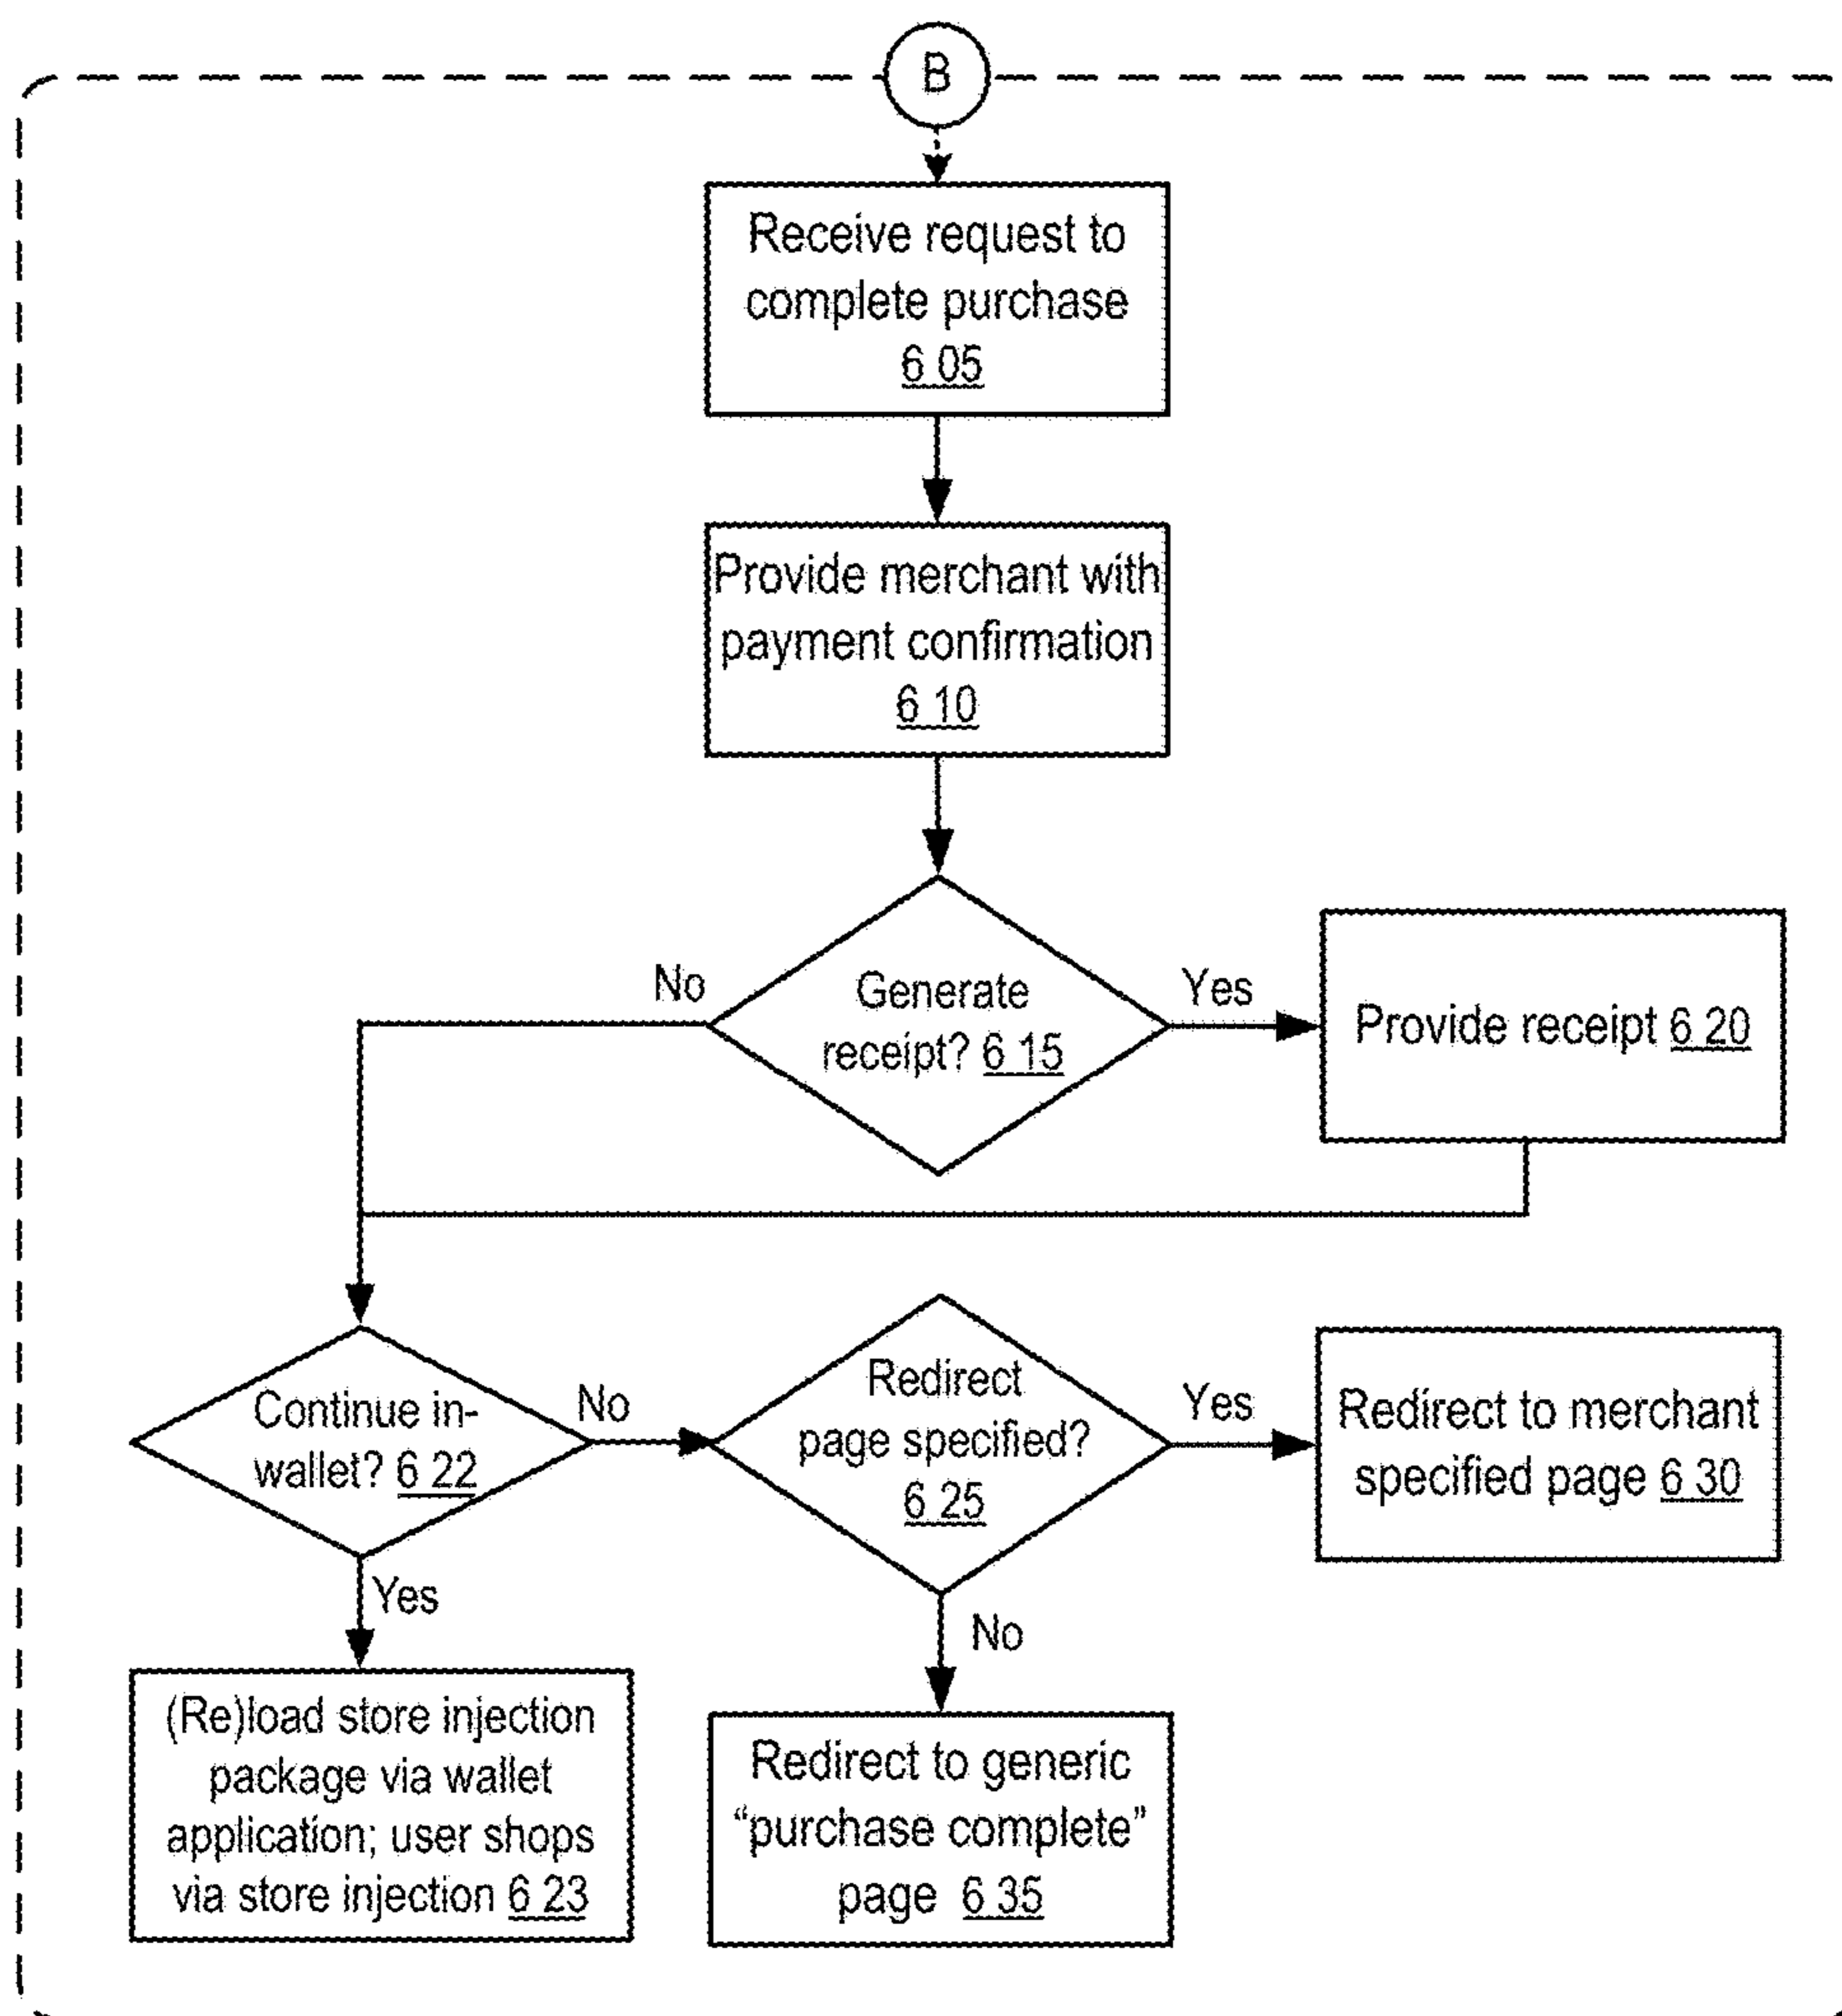 B
Receive request to
complete purchase
6 05
Provide merchant with
payment confirmation
6 10
No
Generate
receipt? 6 15
Yes
Provide receipt 6 20
Continue in-
wallet? 6 22
No
Redirect
page specified?
6 25
Yes
Redirect to merchant
specified page 6 30
Yes
No
(Re)load store injection
package via wallet
application; user shops
via store injection 6 23
Redirect to generic
“purchase complete”
page 6 35